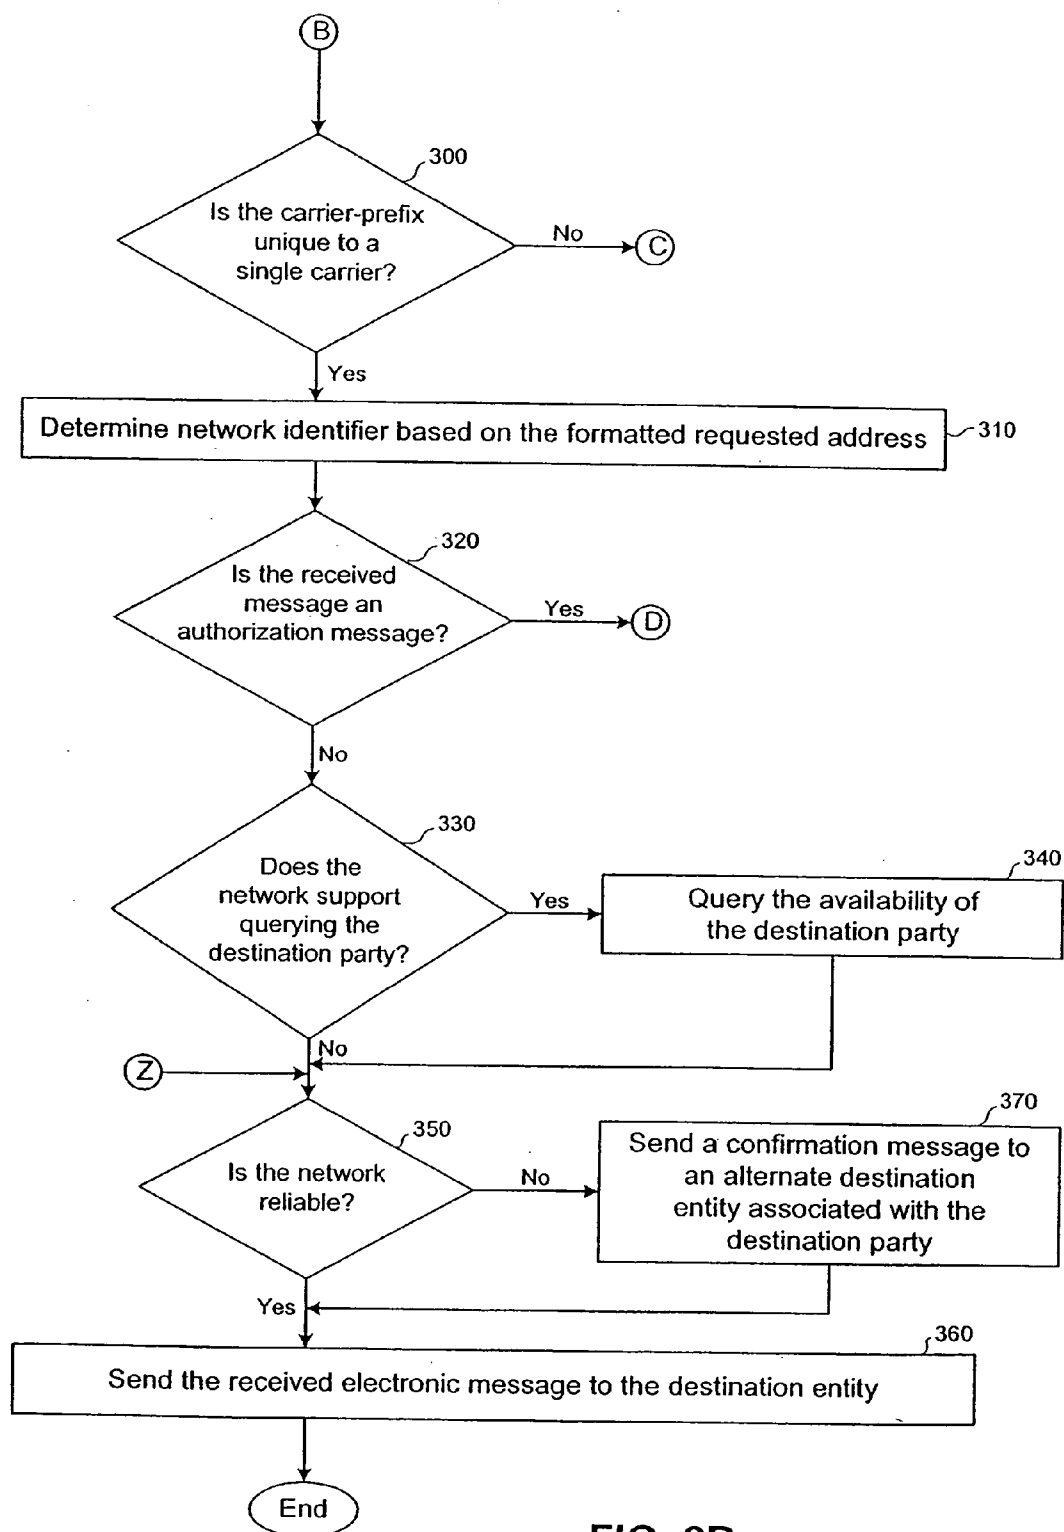 B
300
Is the carrier-prefix
unique to a
single carrier?
No
C
Yes
Determine network identifier based on the formatted requested address
310
320
Is the received
message an
authorization message?
Yes
D
No
330
Does the
network support
querying the
destination party?
Yes
340
Query the availability of
the destination party
No
Z
350
Is the network
reliable?
No
370
Send a confirmation message to
an alternate destination
entity associated with the
destination party
Yes
360
Send the received electronic message to the destination entity
End